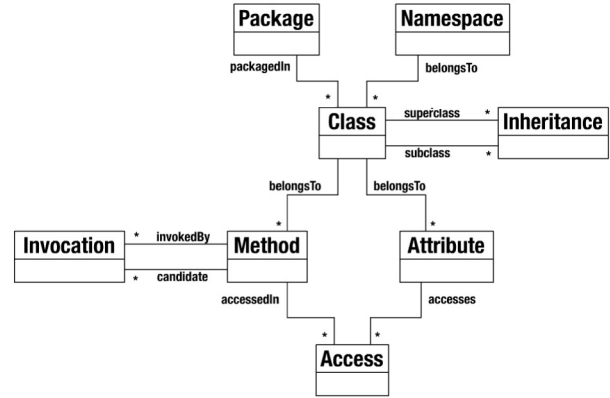 Package
Namespace
packagedIn
belongsTo
*
*
Class
superclass
*
Inheritance
subclass
*
belongsTo
belongsTo
*
*
Invocation
*
invokedBy
Method
Attribute
*
candidate
accessedIn
accesses
*
*
Access